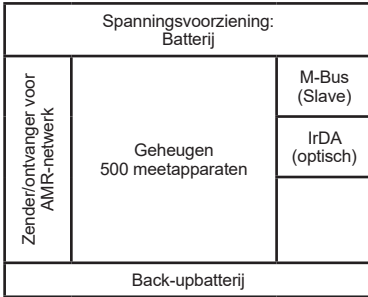 Spanningsvoorziening:
Batterij
Zender/ontvanger voor
AMR-netwerk
Geheugen
500 meetapparaten
M-Bus
(Slave)
IrDA
(optisch)
Back-upbatterij